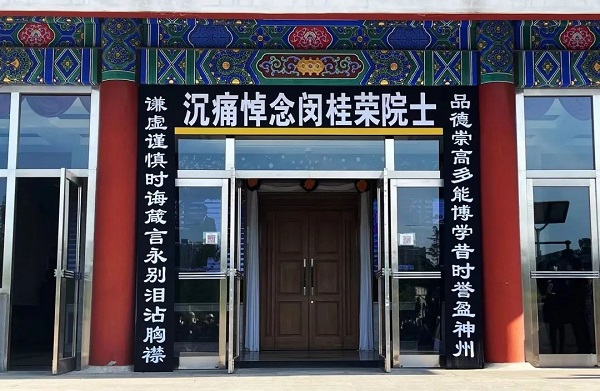 沉痛悼念闵桂荣院士
品德崇高多能博学昔时誉盈神州
谦虚谨慎时诲箴言永别泪沾胸襟